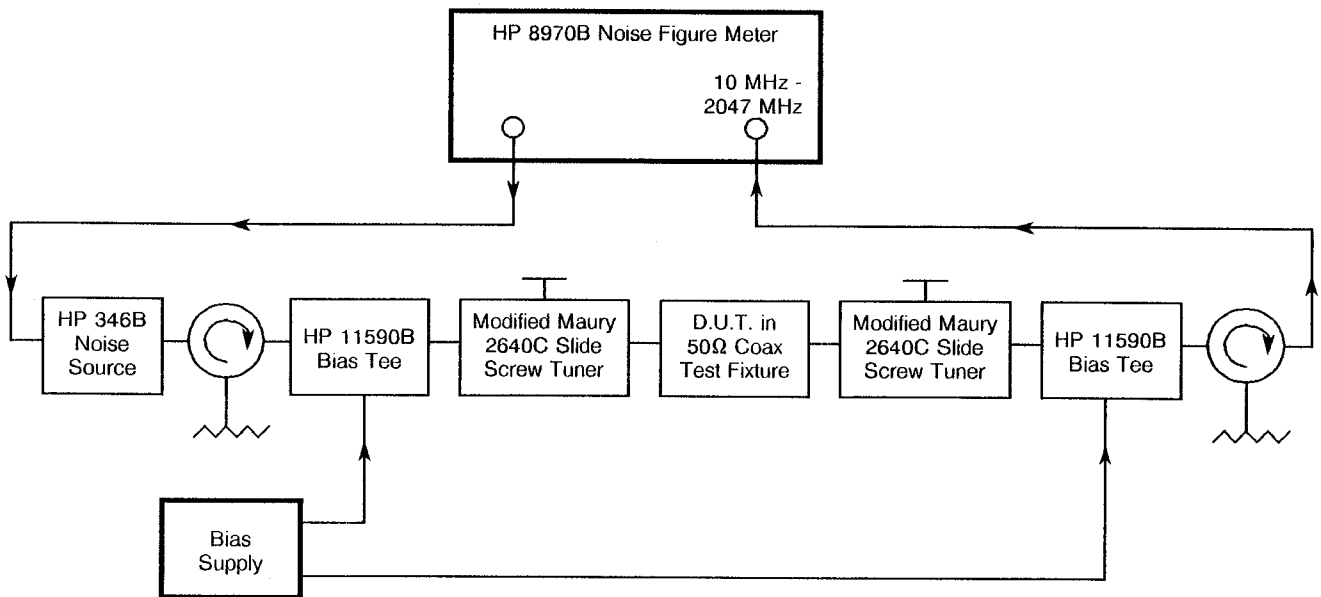 HP 8970B Noise Figure Meter
10 MHz -
2047 MHz
HP 346B
Noise
Source
HP 11590B
Bias Tee
Modified Maury
2640C Slide
Screw Tuner
D.U.T. in
50Ω Coax
Test Fixture
Modified Maury
2640C Slide
Screw Tuner
HP 11590B
Bias Tee
Bias
Supply